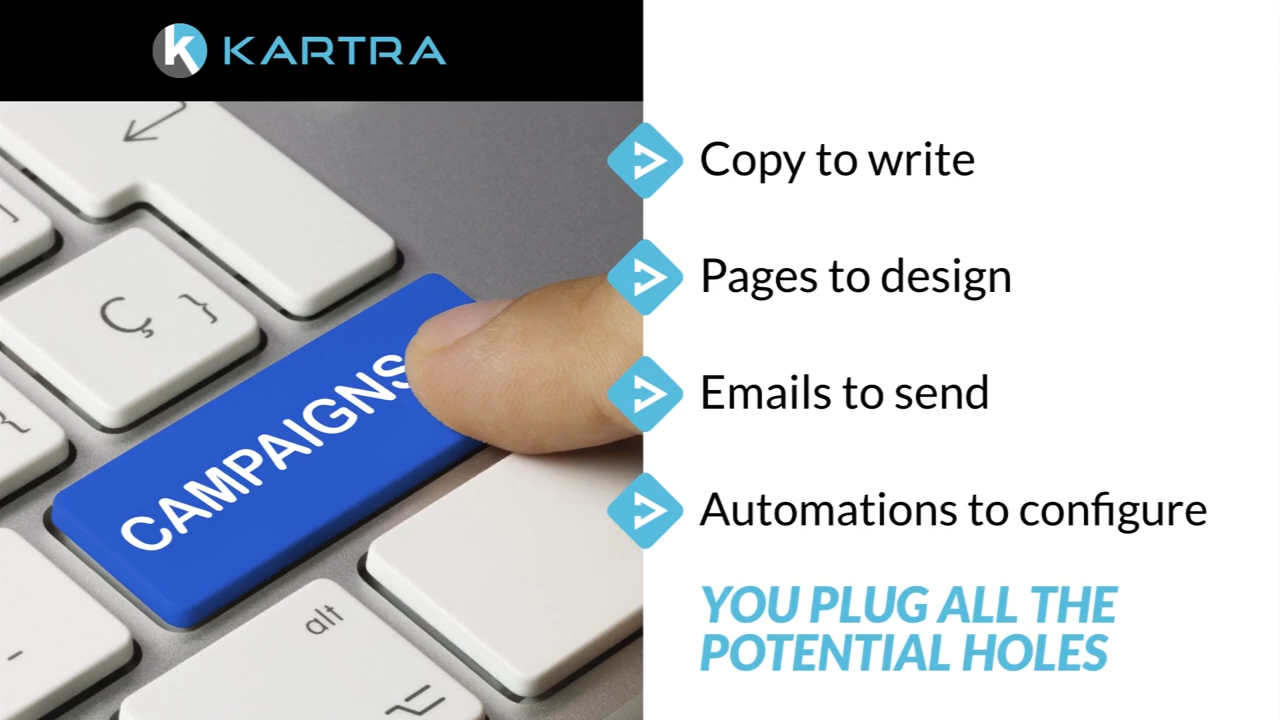 KARTRA
Copy to write
Pages to design
Emails to send
Automations to configure
YOU PLUG ALL THE
POTENTIAL HOLES
Ç }
CAMPAIGNS
alt